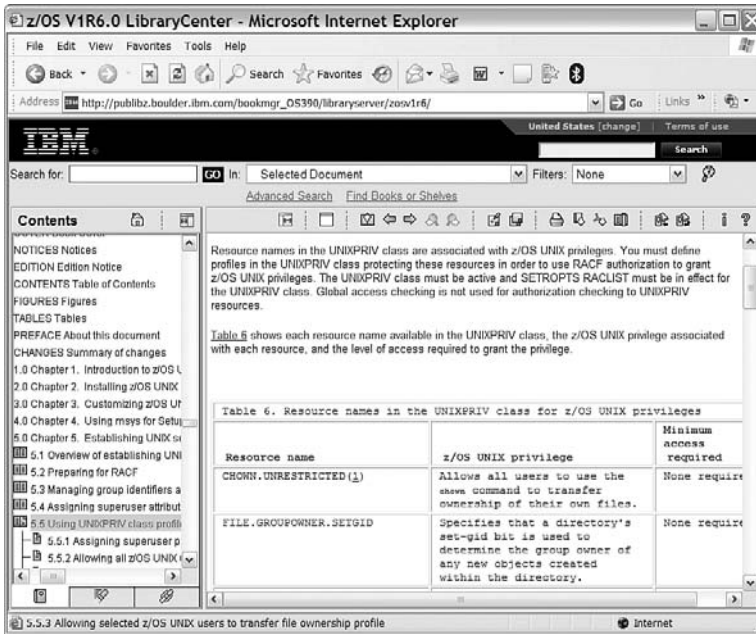 z/OS V1R6.0 LibraryCenter - Microsoft Internet Explorer
File Edit View Favorites Tools Help
Back Search Favorites
Address http://publibz.boulder.ibm.com/bookmgr_OS390/libraryserver/zosv1r6/ Go Links »
United States [change] Terms of use
IBM
Search
Search for: GO In: Selected Document Filters: None
Advanced Search Find Books or Shelves
Contents
NOTICES Notices
EDITION Edition Notice
CONTENTS Table of Contents
FIGURES Figures
TABLES Tables
PREFACE About this document
CHANGES Summary of changes
1.0 Chapter 1. Introduction to z/OS U
2.0 Chapter 2. Installing z/OS UNIX
3.0 Chapter 3. Customizing z/OS UN
4.0 Chapter 4. Using msys for Setup
5.0 Chapter 5. Establishing UNIX se
5.1 Overview of establishing UNI
5.2 Preparing for RACF
5.3 Managing group identifiers a
5.4 Assigning superuser attribut
5.5 Using UNIXPRIV class profile
5.5.1 Assigning superuser p
5.5.2 Allowing all z/OS UNIX
Resource names in the UNIXPRIV class are associated with z/OS UNIX privileges. You must define
profiles in the UNIXPRIV class protecting these resources in order to use RACF authorization to grant
z/OS UNIX privileges. The UNIXPRIV class must be active and SETROPTS RACLIST must be in effect for
the UNIXPRIV class. Global access checking is not used for authorization checking to UNIXPRIV
resources.
Table 6 shows each resource name available in the UNIXPRIV class, the z/OS UNIX privilege associated
with each resource, and the level of access required to grant the privilege.
Table 6. Resource names in the UNIXPRIV class for z/OS UNIX privileges
Resource name
z/OS UNIX privilege
Minimum
access
required
CHOWN.UNRESTRICTED(1)
Allows all users to use the
chown command to transfer
ownership of their own files.
None require
FILE.GROUPOWNER.SETGID
Specifies that a directory's
set-gid bit is used to
determine the group owner of
any new objects created
within the directory.
None require
5.5.3 Allowing selected z/OS UNIX users to transfer file ownership profile
Internet